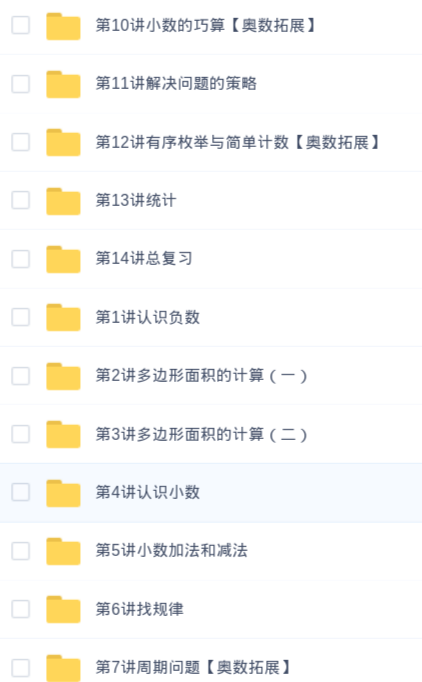 第10讲小数的巧算【奥数拓展】
第11讲解决问题的策略
第12讲有序枚举与简单计数【奥数拓展】
第13讲统计
第14讲总复习
第1讲认识负数
第2讲多边形面积的计算(一)
第3讲多边形面积的计算(二)
第4讲认识小数
第5讲小数加法和减法
第6讲找规律
第7讲周期问题【奥数拓展】